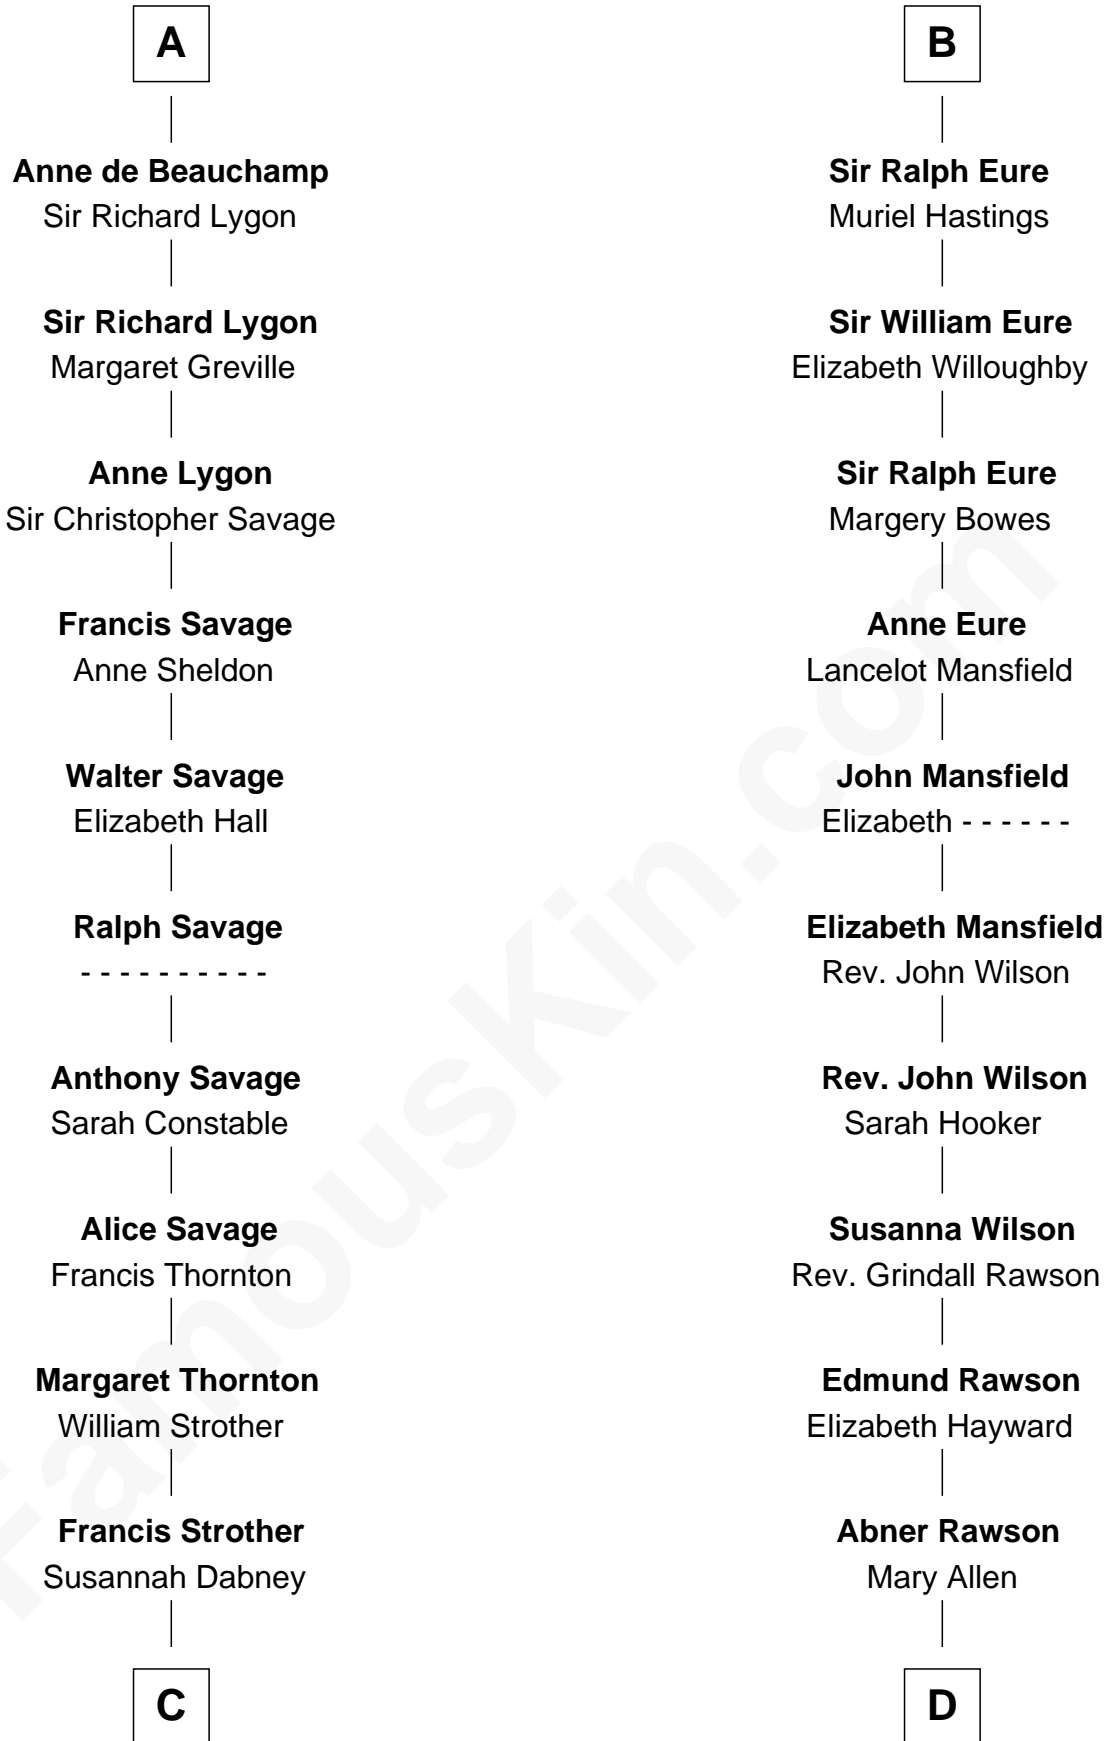 A
Anne de Beauchamp
Sir Richard Lygon
Sir Richard Lygon
Margaret Greville
Anne Lygon
Sir Christopher Savage
Francis Savage
Anne Sheldon
Walter Savage
Elizabeth Hall
Ralph Savage
- - - - - - - - - -
Anthony Savage
Sarah Constable
Alice Savage
Francis Thornton
Margaret Thornton
William Strother
Francis Strother
Susannah Dabney
C
B
Sir Ralph Eure
Muriel Hastings
Sir William Eure
Elizabeth Willoughby
Sir Ralph Eure
Margery Bowes
Anne Eure
Lancelot Mansfield
John Mansfield
Elizabeth - - - - - -
Elizabeth Mansfield
Rev. John Wilson
Rev. John Wilson
Sarah Hooker
Susanna Wilson
Rev. Grindall Rawson
Edmund Rawson
Elizabeth Hayward
Abner Rawson
Mary Allen
D
FamousKin.com